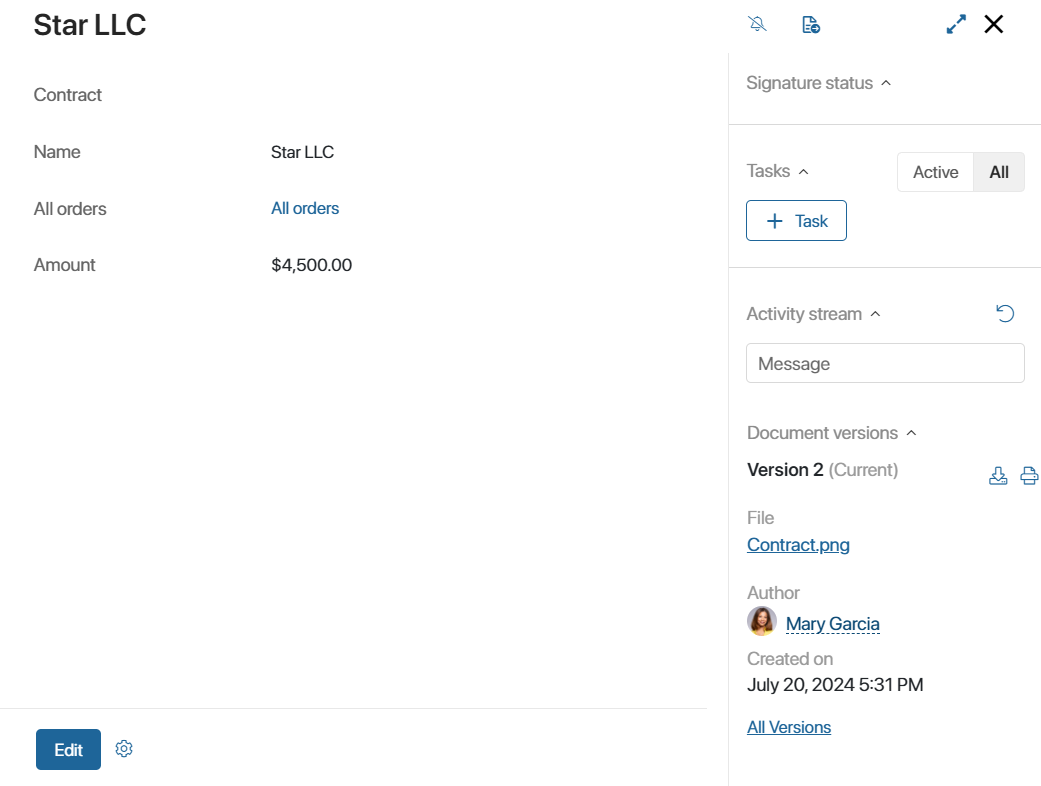 Star LLC
Contract
Name
Star LLC
All orders
All orders
Amount
$4,500.00
Edit
Signature status
Tasks
Active
All
+ Task
Activity stream
Message
Document versions
Version 2 (Current)
File
Contract.png
Author
Mary Garcia
Created on
July 20, 2024 5:31 PM
All Versions